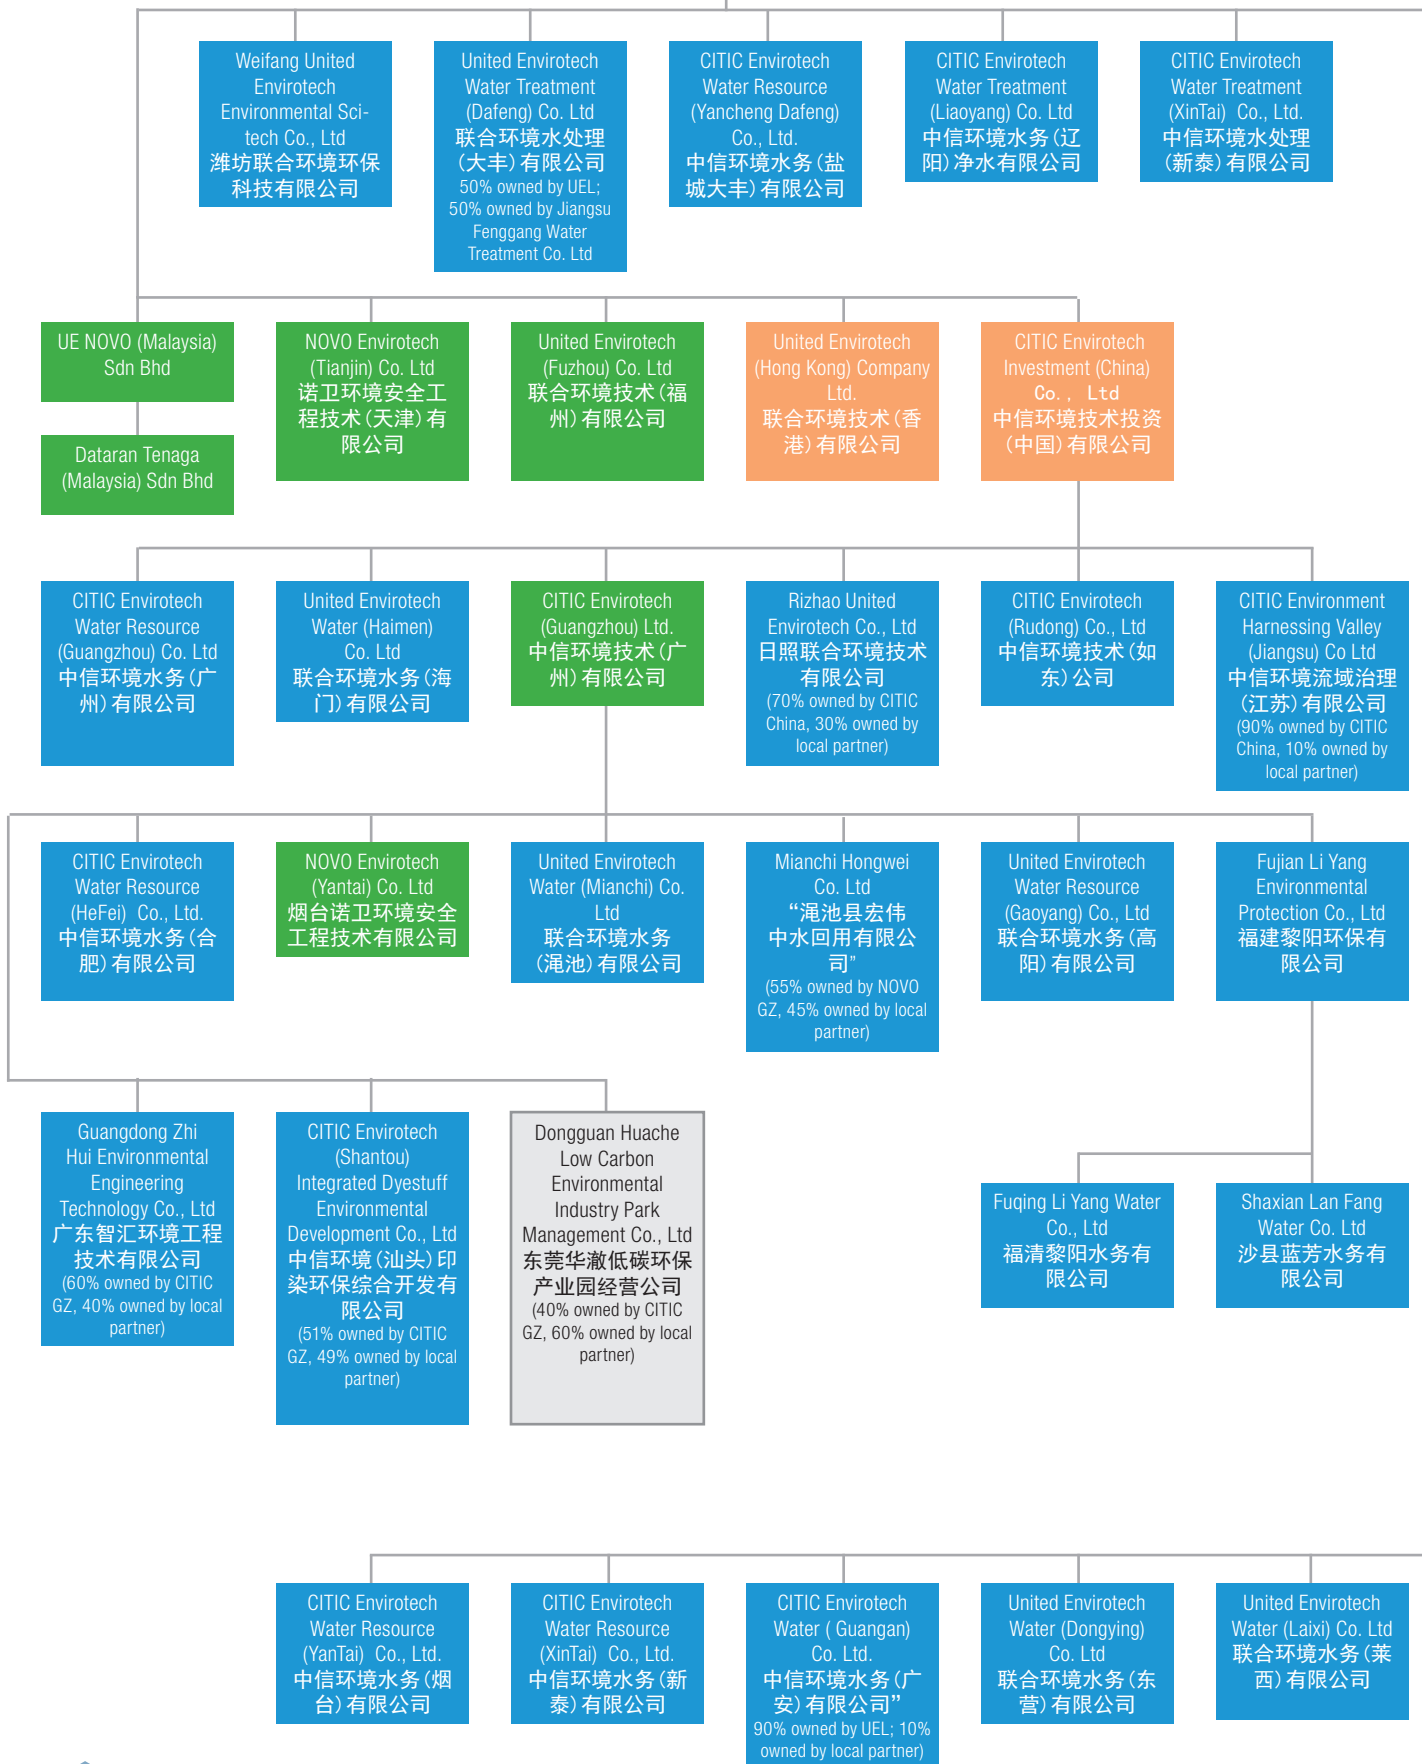 Weifang United
Envirotech
Environmental Sci-
tech Co., Ltd
潍坊联合环境环保
科技有限公司
United Envirotech
Water Treatment
(Dafeng) Co. Ltd
联合环境水处理
(大丰)有限公司
50% owned by UEL;
50% owned by Jiangsu
Fenggang Water
Treatment Co. Ltd
CITIC Envirotech
Water Resource
(Yancheng Dafeng)
Co., Ltd.
中信环境水务(盐
城大丰)有限公司
CITIC Envirotech
Water Treatment
(Liaoyang) Co. Ltd
中信环境水务(辽
阳)净水有限公司
CITIC Envirotech
Water Treatment
(XinTai) Co., Ltd.
中信环境水处理
(新泰)有限公司
UE NOVO (Malaysia)
Sdn Bhd
Dataran Tenaga
(Malaysia) Sdn Bhd
NOVO Envirotech
(Tianjin) Co. Ltd
诺卫环境安全工
程技术(天津)有
限公司
United Envirotech
(Fuzhou) Co. Ltd
联合环境技术(福
州)有限公司
United Envirotech
(Hong Kong) Company
Ltd.
联合环境技术(香
港)有限公司
CITIC Envirotech
Investment (China)
Co., Ltd
中信环境技术投资
(中国)有限公司
CITIC Envirotech
Water Resource
(Guangzhou) Co. Ltd
中信环境水务(广
州)有限公司
United Envirotech
Water (Haimen)
Co. Ltd
联合环境水务(海
门)有限公司
CITIC Envirotech
(Guangzhou) Ltd.
中信环境技术(广
州)有限公司
Rizhao United
Envirotech Co., Ltd
日照联合环境技术
有限公司
(70% owned by CITIC
China, 30% owned by
local partner)
CITIC Envirotech
(Rudong) Co., Ltd
中信环境技术(如
东)公司
CITIC Environment
Harnessing Valley
(Jiangsu) Co Ltd
中信环境流域治理
(江苏)有限公司
(90% owned by CITIC
China, 10% owned by
local partner)
CITIC Envirotech
Water Resource
(HeFei) Co., Ltd.
中信环境水务(合
肥)有限公司
NOVO Envirotech
(Yantai) Co. Ltd
烟台诺卫环境安全
工程技术有限公司
United Envirotech
Water (Mianchi) Co.
Ltd
联合环境水务
(渑池)有限公司
Mianchi Hongwei
Co. Ltd
“渑池县宏伟
中水回用有限公
司”
(55% owned by NOVO
GZ, 45% owned by local
partner)
United Envirotech
Water Resource
(Gaoyang) Co., Ltd
联合环境水务(高
阳)有限公司
Fujian Li Yang
Environmental
Protection Co., Ltd
福建黎阳环保有
限公司
Guangdong Zhi
Hui Environmental
Engineering
Technology Co., Ltd
广东智汇环境工程
技术有限公司
(60% owned by CITIC
GZ, 40% owned by local
partner)
CITIC Envirotech
(Shantou)
Integrated Dyestuff
Environmental
Development Co., Ltd
中信环境(汕头)印
染环保综合开发有
限公司
(51% owned by CITIC
GZ, 49% owned by local
partner)
Dongguan Huache
Low Carbon
Environmental
Industry Park
Management Co., Ltd
东莞华澈低碳环保
产业园经营公司
(40% owned by CITIC
GZ, 60% owned by local
partner)
Fuqing Li Yang Water
Co., Ltd
福清黎阳水务有
限公司
Shaxian Lan Fang
Water Co. Ltd
沙县蓝芳水务有
限公司
CITIC Envirotech
Water Resource
(YanTai) Co., Ltd.
中信环境水务(烟
台)有限公司
CITIC Envirotech
Water Resource
(XinTai) Co., Ltd.
中信环境水务(新
泰)有限公司
CITIC Envirotech
Water ( Guangan)
Co. Ltd.
中信环境水务(广
安)有限公司”
90% owned by UEL; 10%
owned by local partner)
United Envirotech
Water (Dongying)
Co. Ltd
联合环境水务(东
营)有限公司
United Envirotech
Water (Laixi) Co. Ltd
联合环境水务(莱
西)有限公司